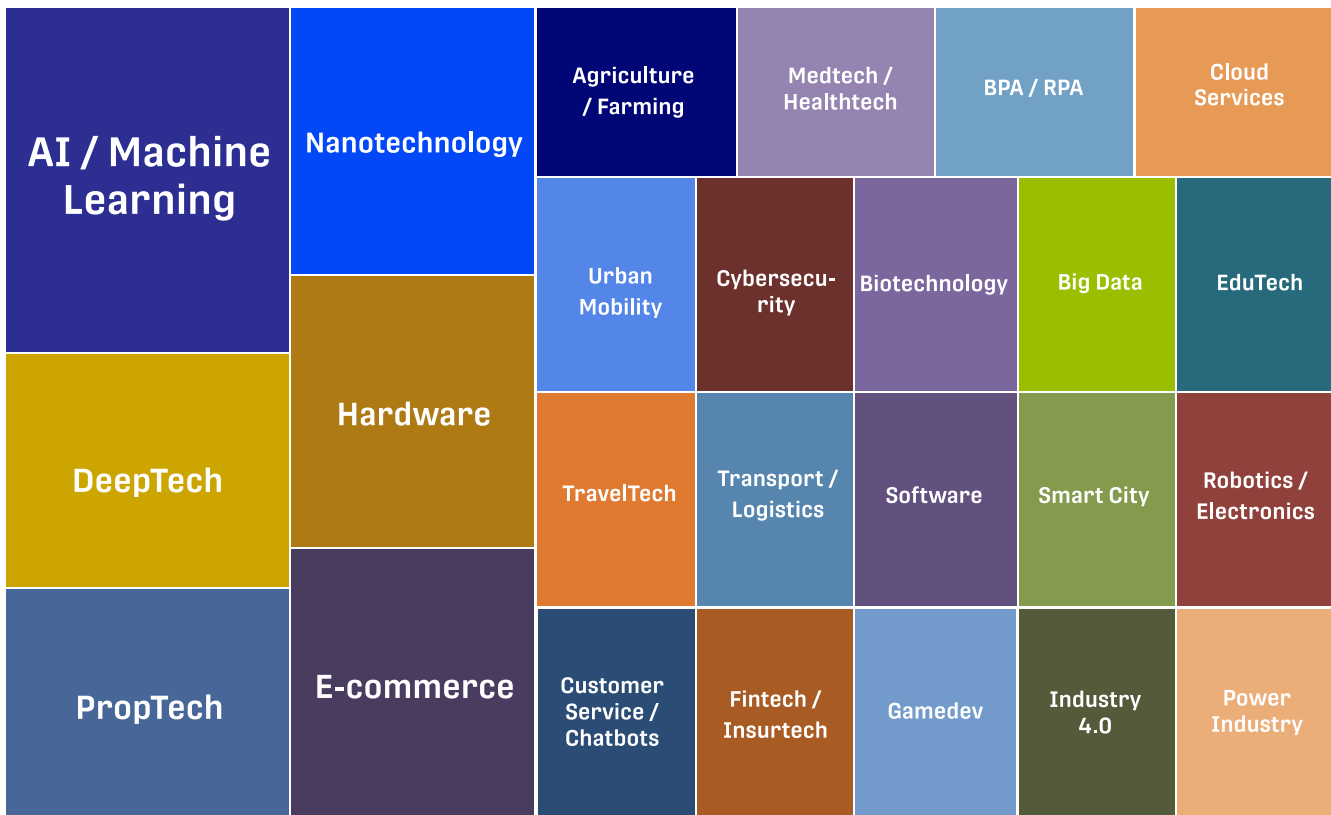 AI / Machine
Learning
DeepTech
PropTech
Nanotechnology
Hardware
E-commerce
Agriculture
/ Farming
Medtech /
Healthtech
BPA / RPA
Cloud
Services
Urban
Mobility
Cybersecu-
rity
Biotechnology
Big Data
EduTech
TravelTech
Transport /
Logistics
Software
Smart City
Robotics /
Electronics
Customer
Service /
Chatbots
Fintech /
Insurtech
Gamedev
Industry
4.0
Power
Industry